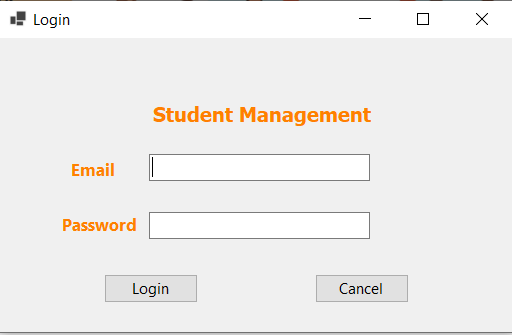 Login
Student Management
Email
Password
Login Cancel